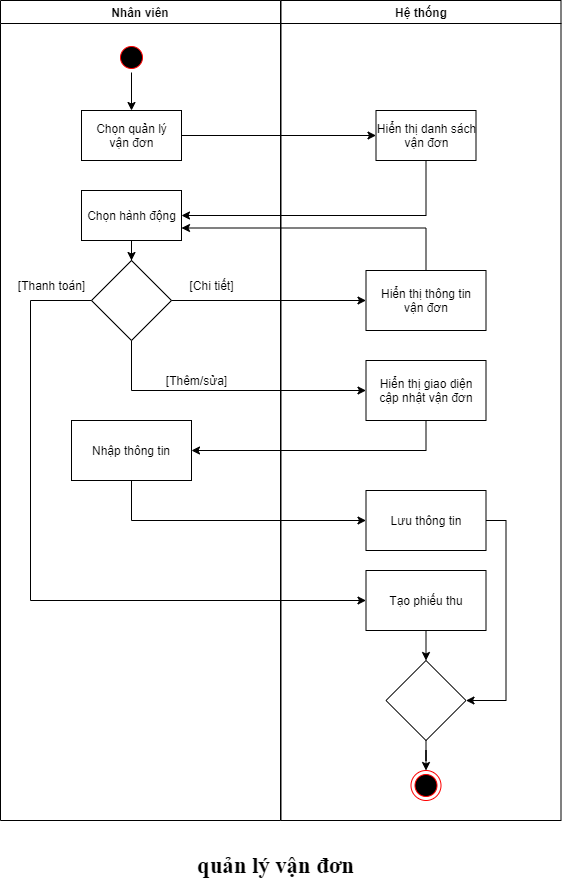 Nhân viên
Hệ thống
Chọn quản lý
vận đơn
Hiển thị danh sách
vận đơn
Chọn hành động
[Thanh toán]
[Chi tiết]
Hiển thị thông tin
vận đơn
[Thêm/sửa]
Hiển thị giao diện
cập nhật vận đơn
Nhập thông tin
Lưu thông tin
Tạo phiếu thu
quản lý vận đơn